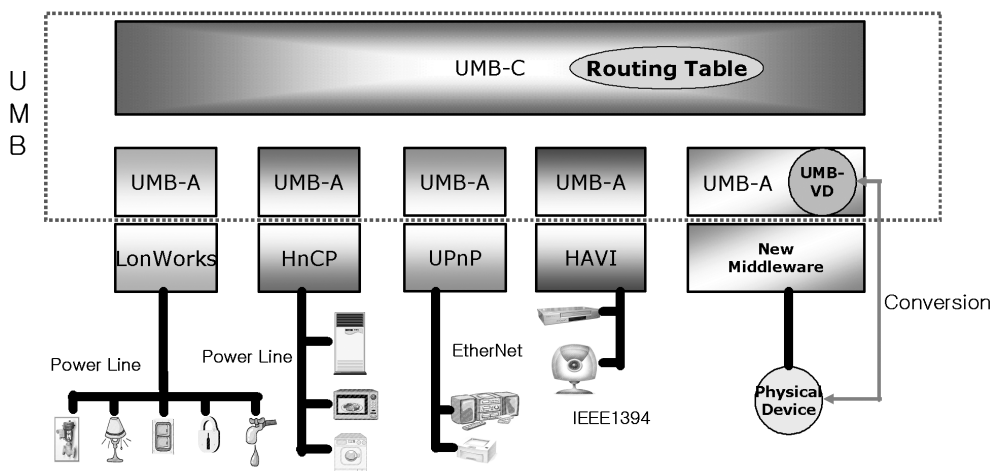 UMB
UMB-C
Routing Table
UMB-A
UMB-A
UMB-A
UMB-A
UMB-A
UMB-
VD
LonWorks
HnCP
UPnP
HAVI
New
Middleware
Conversion
Power Line
Power Line
EtherNet
IEEE1394
Physical
Device